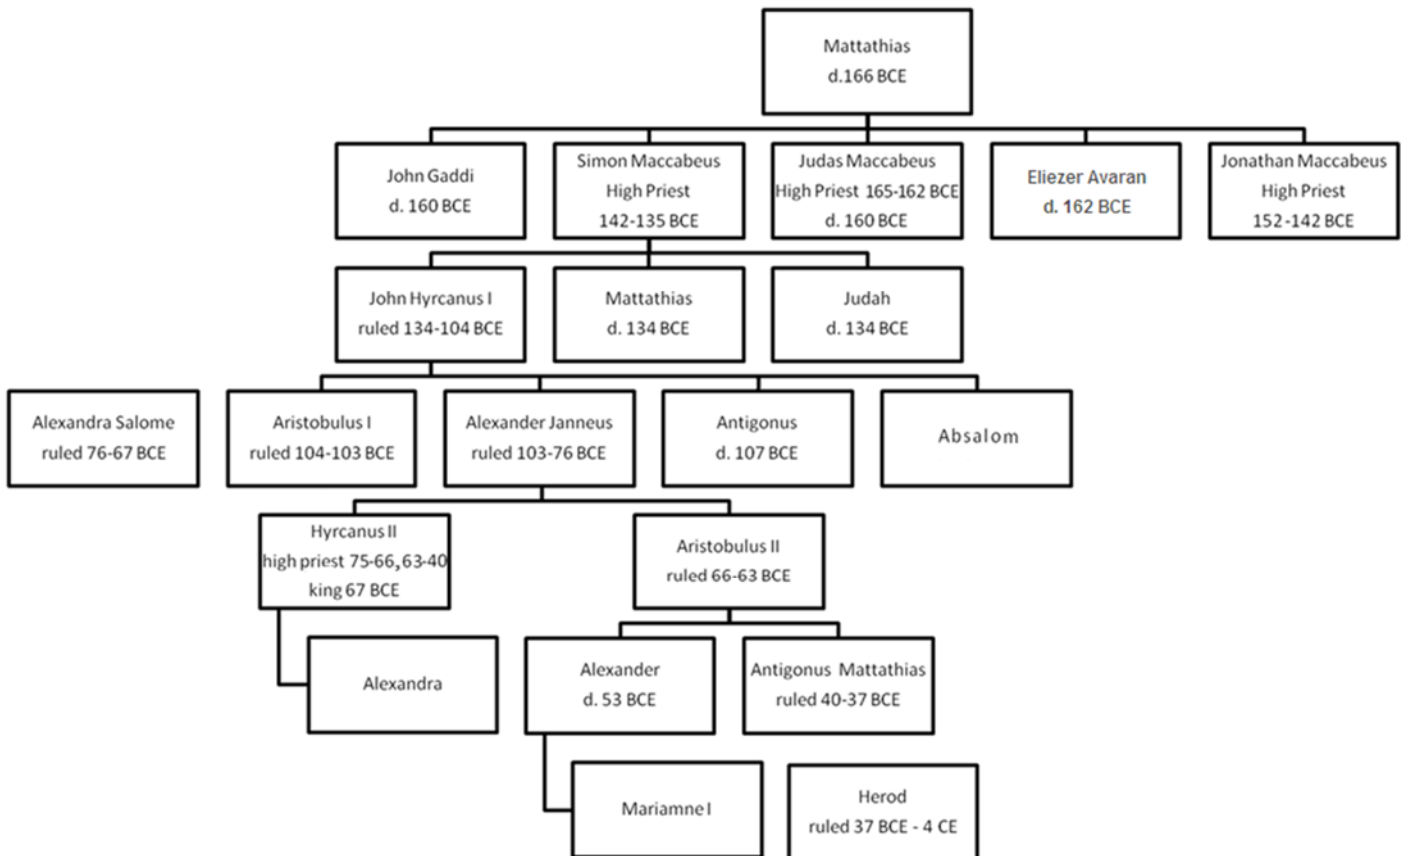 Mattathias
d.166 BCE
John Gaddi
d. 160 BCE
Simon Maccabeus
High Priest
142-135 BCE
Judas Maccabeus
High Priest 165-162 BCE
d. 160 BCE
Eliezer Avaran
d. 162 BCE
Jonathan Maccabeus
High Priest
152-142 BCE
John Hyrcanus I
ruled 134-104 BCE
Mattathias
d. 134 BCE
Judah
d. 134 BCE
Alexandra Salome
ruled 76-67 BCE
Aristobulus I
ruled 104-103 BCE
Alexander Janneus
ruled 103-76 BCE
Antigonus
d. 107 BCE
Absalom
Hyrcanus II
high priest 75-66, 63-40
king 67 BCE
Aristobulus II
ruled 66-63 BCE
Alexandra
Alexander
d. 53 BCE
Antigonus Mattathias
ruled 40-37 BCE
Mariamne I
Herod
ruled 37 BCE - 4 CE